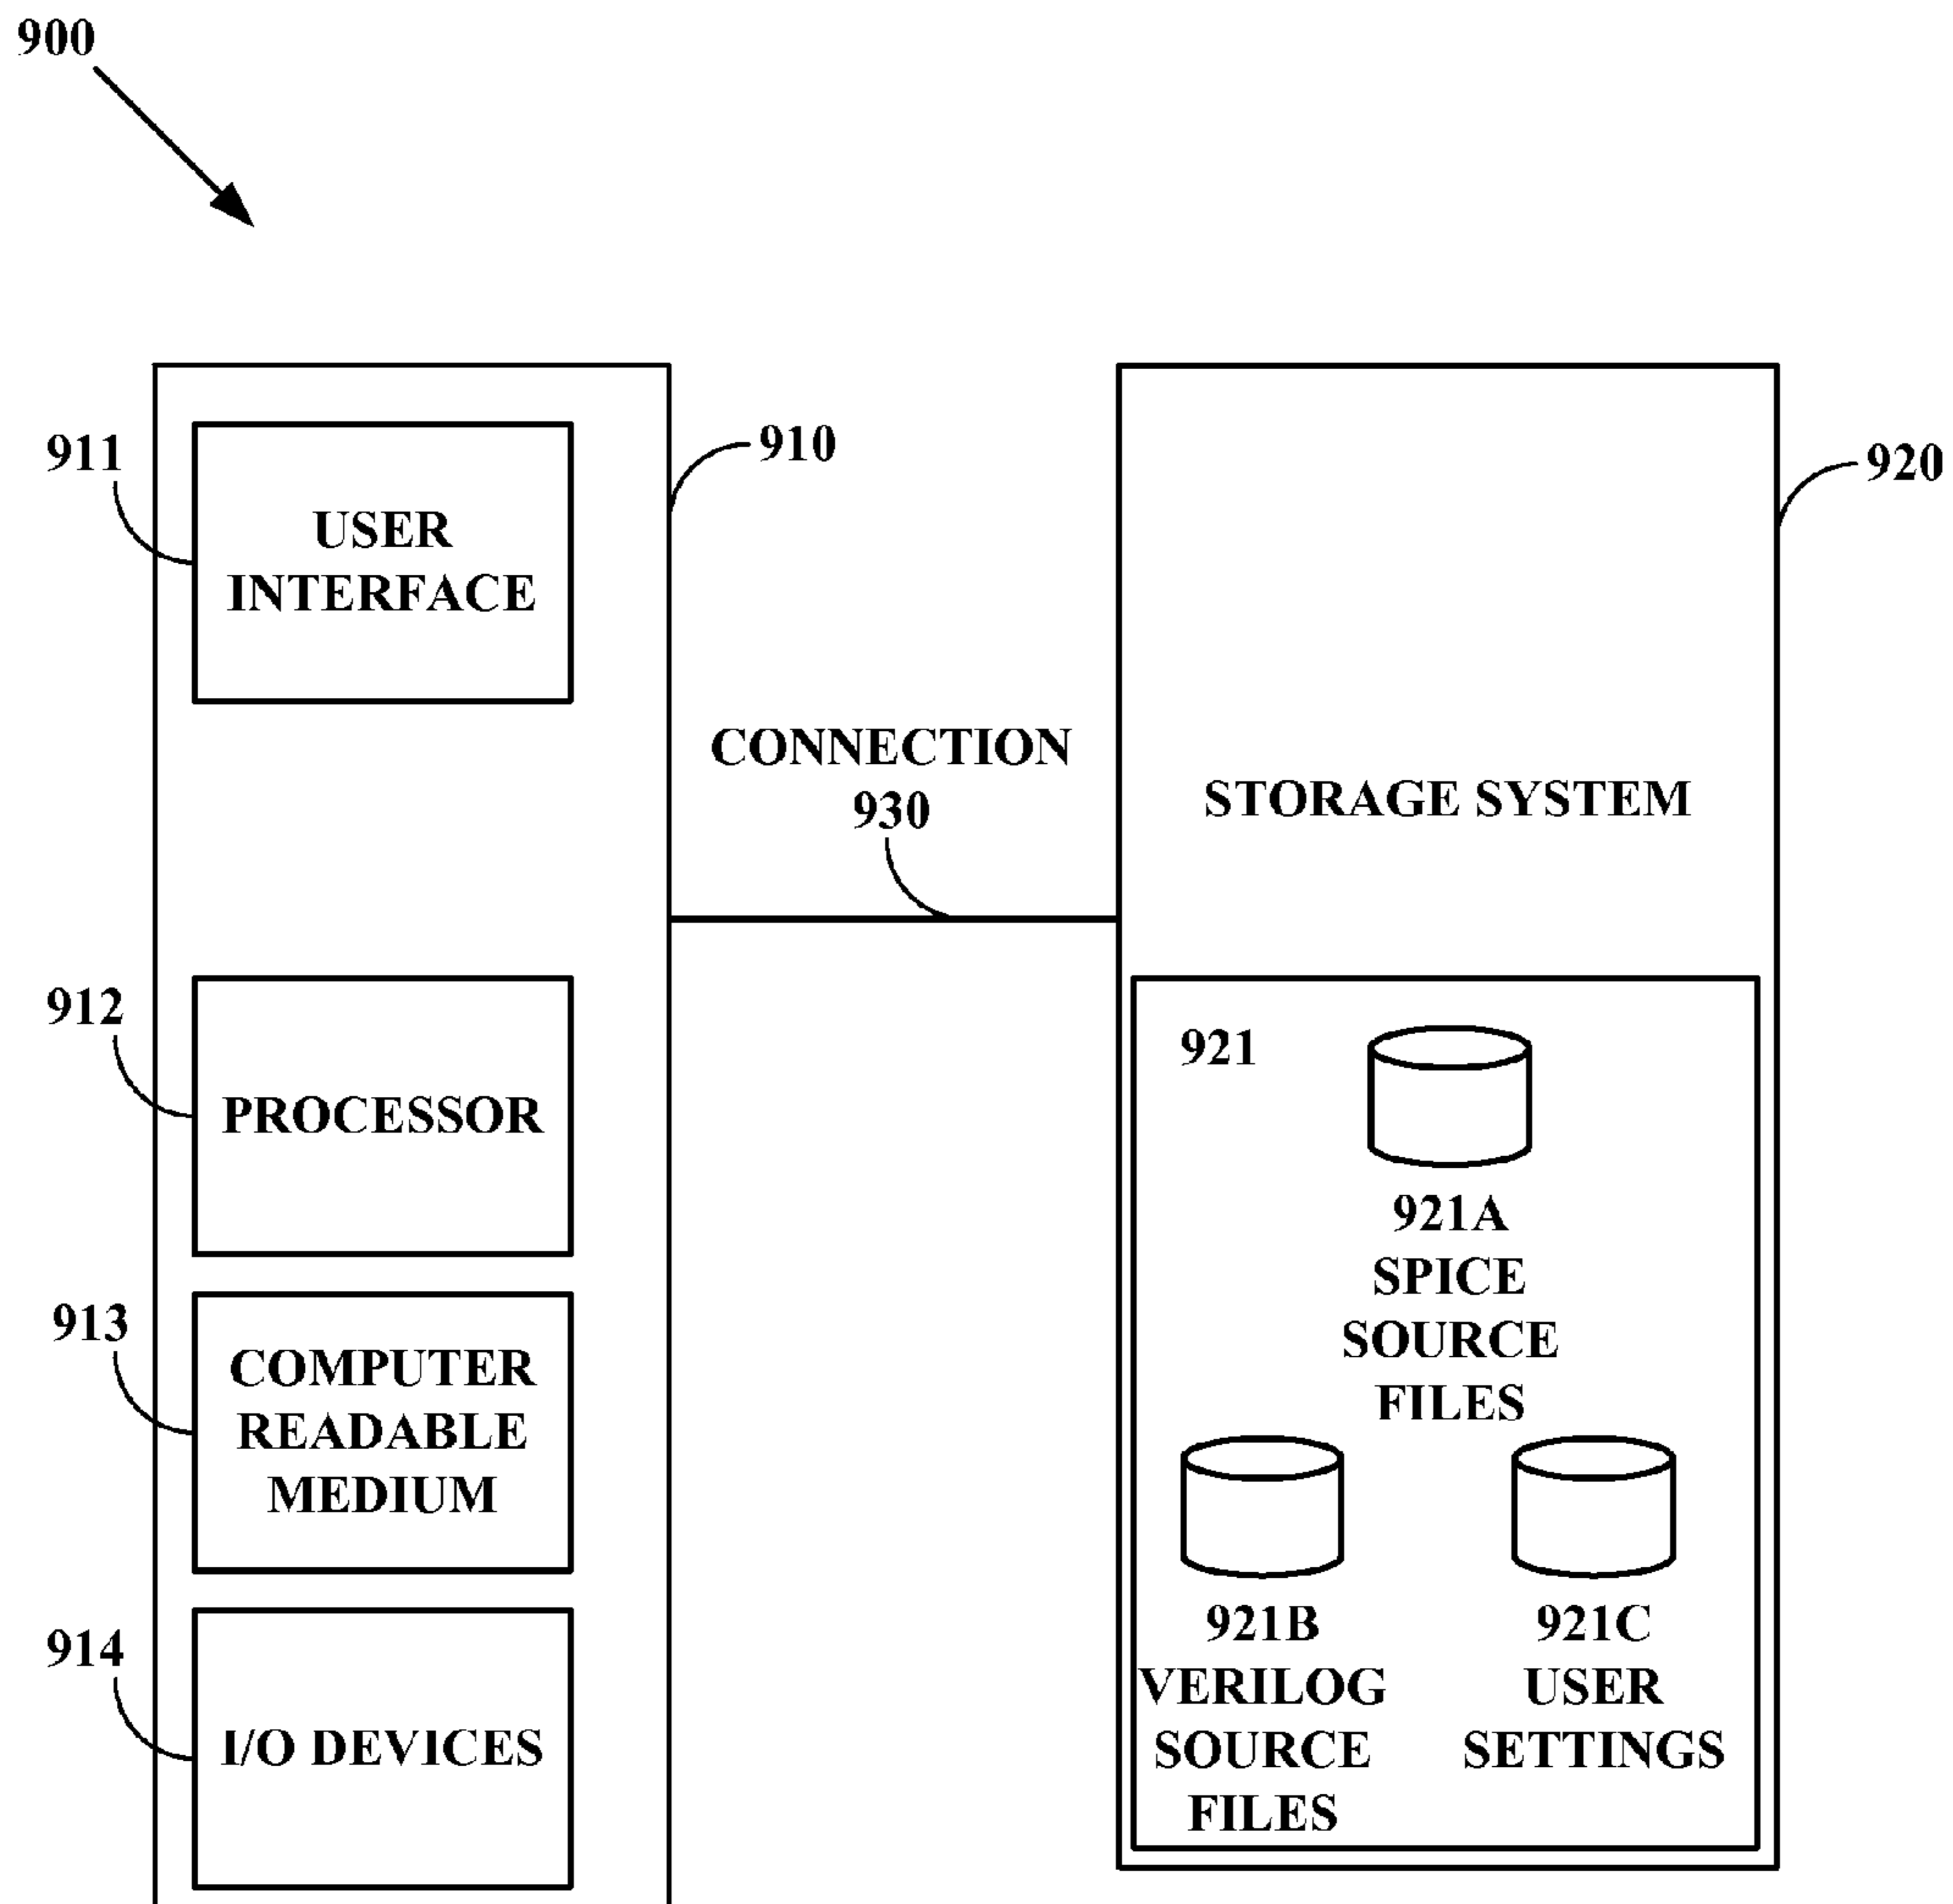 900
911
USER
INTERFACE
910
920
CONNECTION
930
STORAGE SYSTEM
912
PROCESSOR
921
921A
SPICE
SOURCE
FILES
913
COMPUTER
READABLE
MEDIUM
921B
VERILOG
SOURCE
FILES
921C
USER
SETTINGS
914
I/O DEVICES